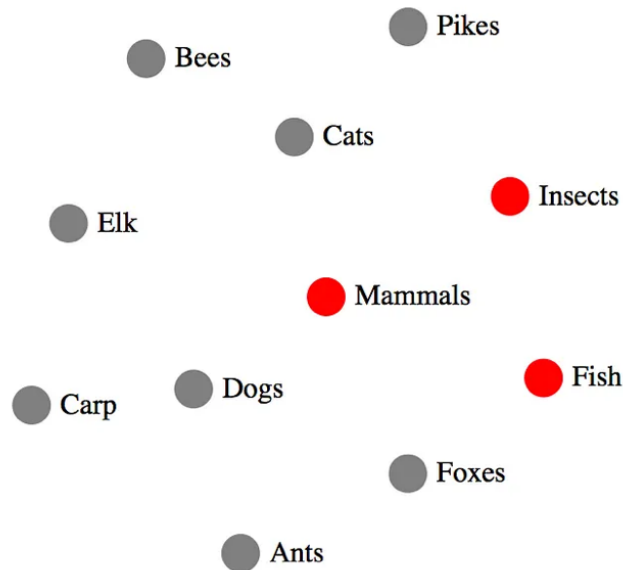 Pikes
Bees
Cats
Insects
Elk
Mammals
Fish
Dogs
Carp
Foxes
Ants